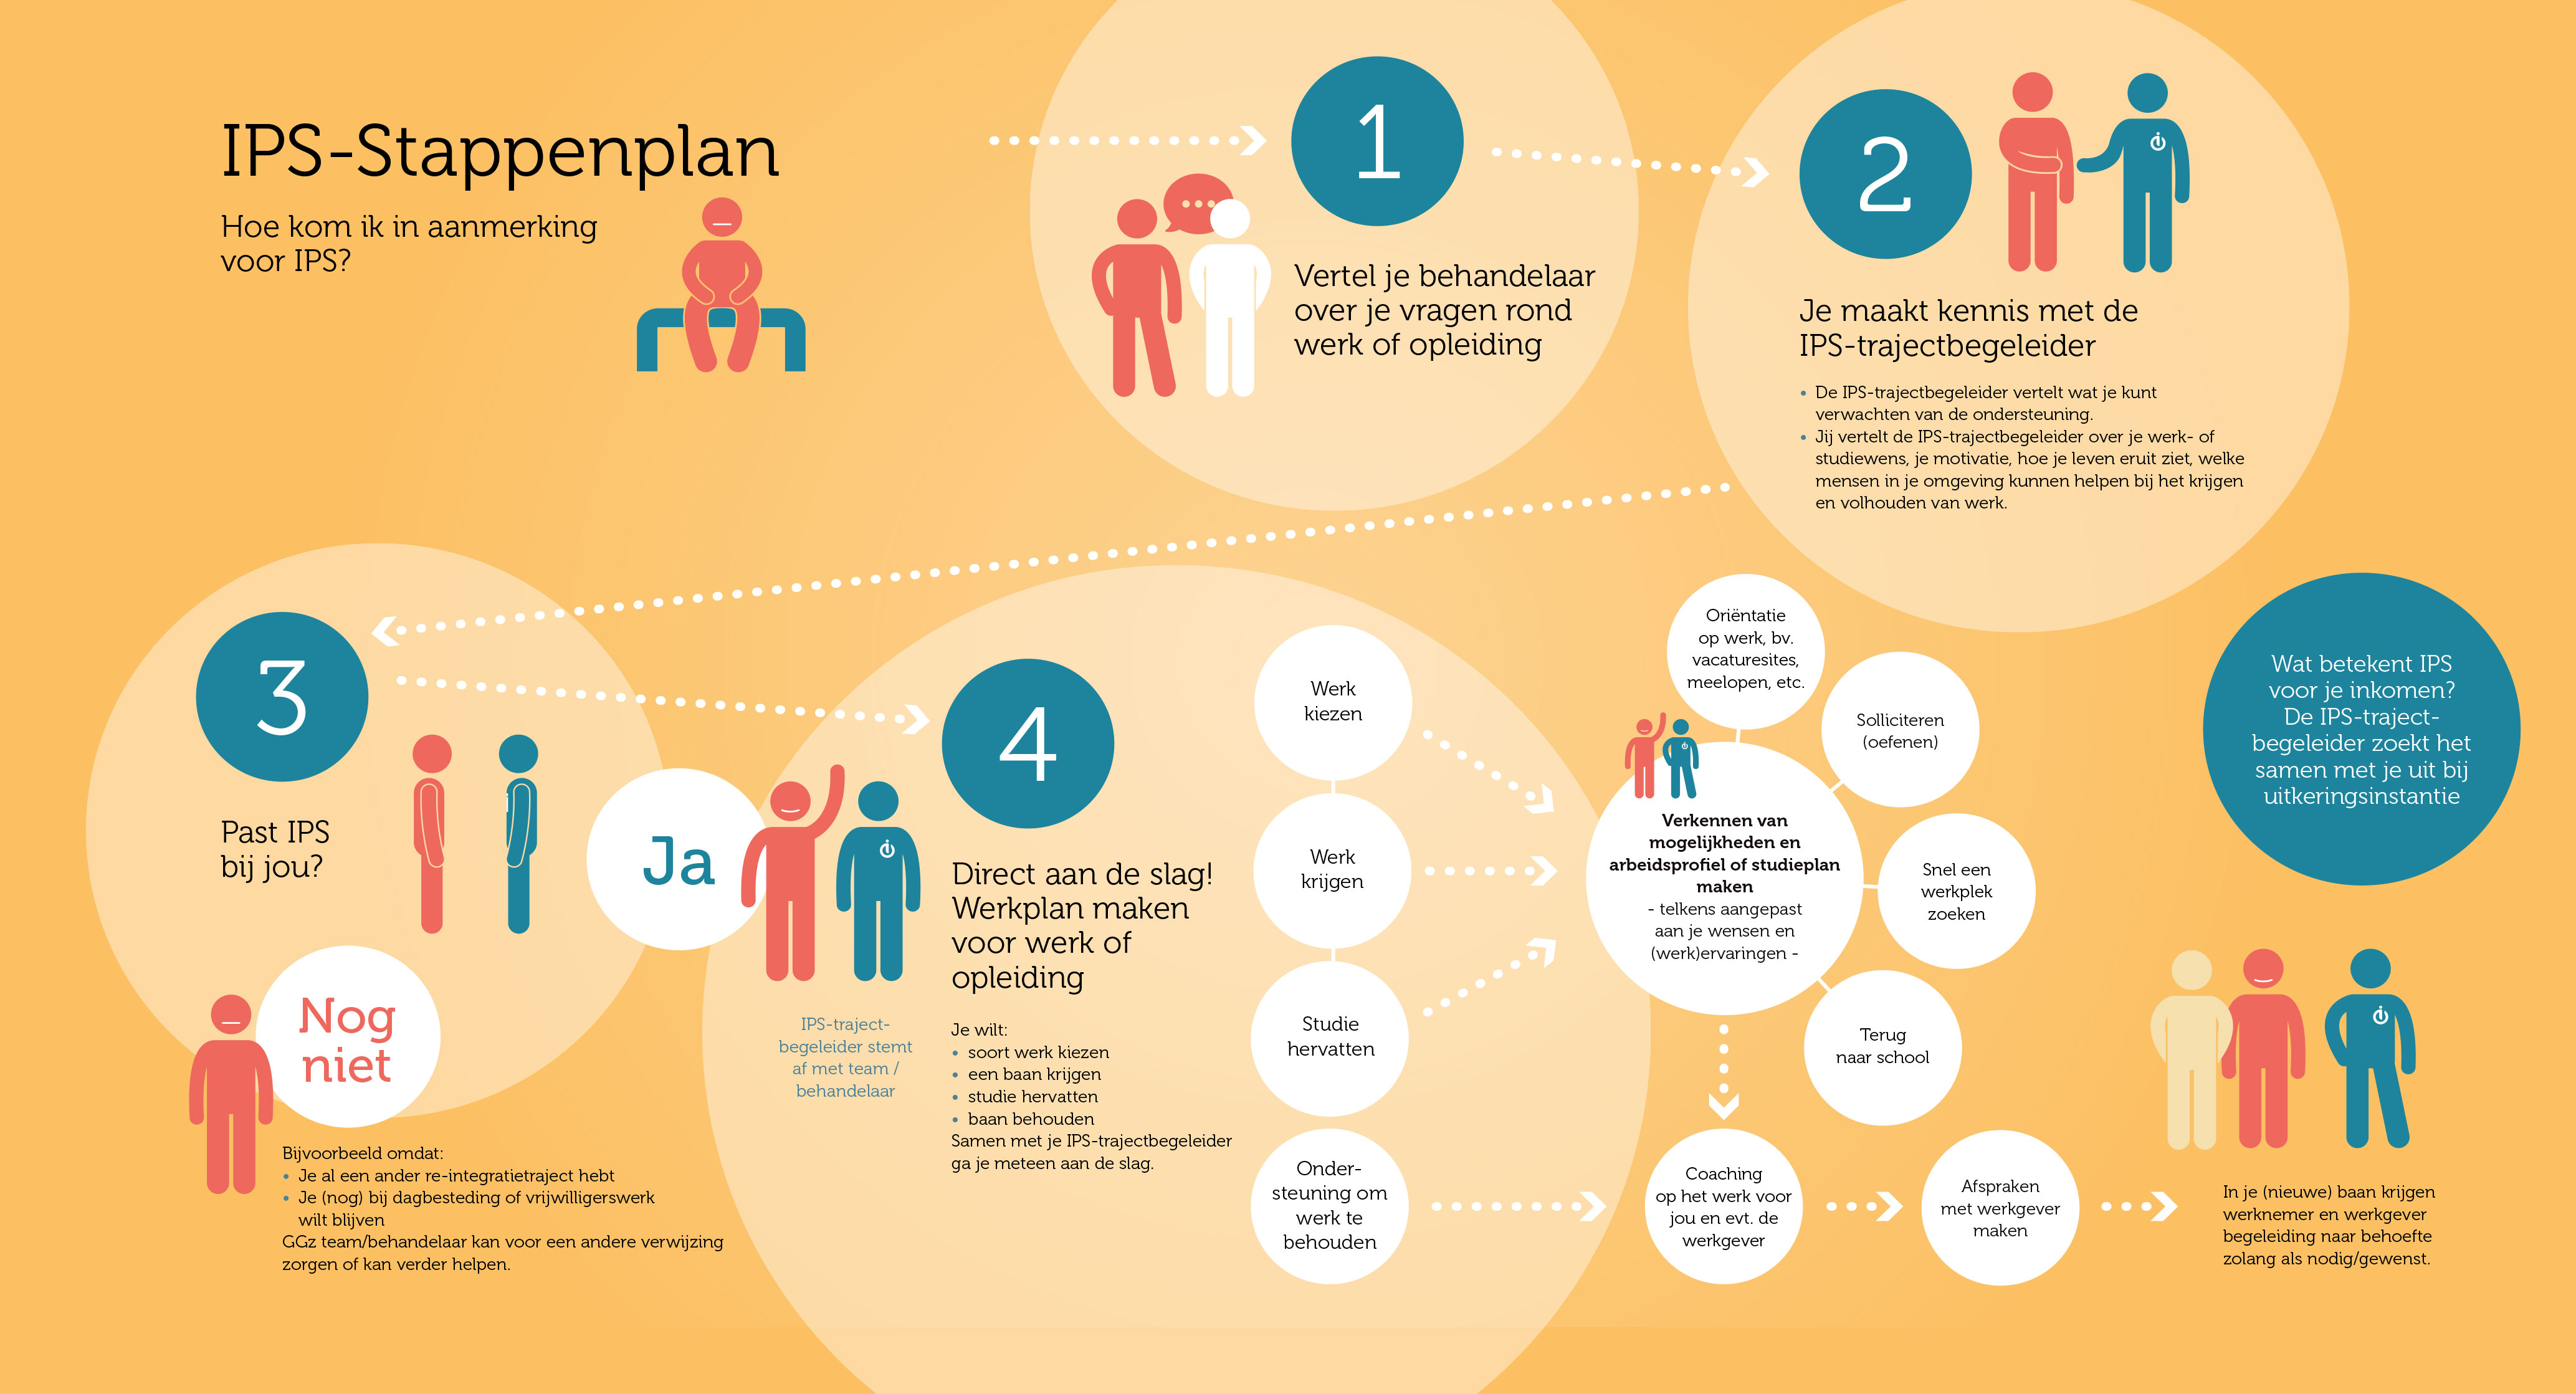 IPS-Stappenplan
Hoe kom ik in aanmerking
voor IPS?
1
Vertel je behandelaar
over je vragen rond
werk of opleiding
2
Je maakt kennis met de
IPS-trajectbegeleider
• De IPS-trajectbegeleider vertelt wat je kunt
verwachten van de ondersteuning.
• Jij vertelt de IPS-trajectbegeleider over je werk- of
studiewens, je motivatie, hoe je leven eruit ziet, welke
mensen in je omgeving kunnen helpen bij het krijgen
en volhouden van werk.
3
Past IPS
bij jou?
Ja
Nog
niet
Bijvoorbeeld omdat:
• Je al een ander re-integratietraject hebt
• Je (nog) bij dagbesteding of vrijwilligerswerk
wilt blijven
GGz team/behandelaar kan voor een andere verwijzing
zorgen of kan verder helpen.
IPS-traject-
begeleider stemt
af met team /
behandelaar
4
Direct aan de slag!
Werkplan maken
voor werk of
opleiding
Je wilt:
• soort werk kiezen
• een baan krijgen
• studie hervatten
• baan behouden
Samen met je IPS-trajectbegeleider
ga je meteen aan de slag.
Werk
kiezen
Werk
krijgen
Studie
hervatten
Onder-
steuning om
werk te
behouden
Verkennen van
mogelijkheden en
arbeidsprofiel of studieplan
maken
- telkens aangepast
aan je wensen en
(werk)ervaringen -
Oriëntatie
op werk, bv.
vacaturesites,
meelopen, etc.
Solliciteren
(oefenen)
Snel een
werkplek
zoeken
Terug
naar school
Coaching
op het werk voor
jou en evt. de
werkgever
Afspraken
met werkgever
maken
In je (nieuwe) baan krijgen
werknemer en werkgever
begeleiding naar behoefte
zolang als nodig/gewenst.
Wat betekent IPS
voor je inkomen?
De IPS-traject-
begeleider zoekt het
samen met je uit bij
uitkeringsinstantie